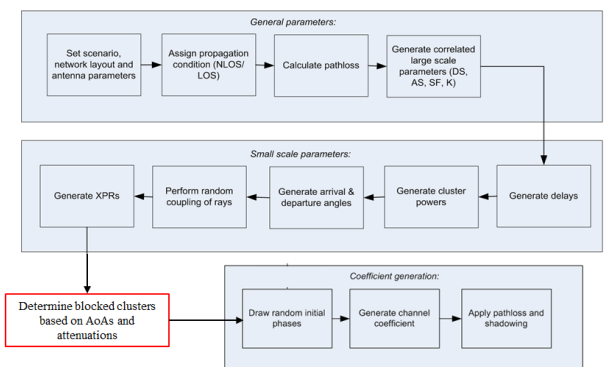 General parameters:
Set scenario,
network layout and
antenna parameters
Assign propagation
condition (NLOS/
LOS)
Calculate pathloss
Generate correlated
large scale
parameters (DS,
AS, SF, K)
Small scale parameters:
Generate XPRs
Perform random
coupling of rays
Generate arrival &
departure angles
Generate cluster
powers
Generate delays
Determine blocked clusters
based on AoAs and
attenuations
Coefficient generation:
Draw random initial
phases
Generate channel
coefficient
Apply pathloss and
shadowing